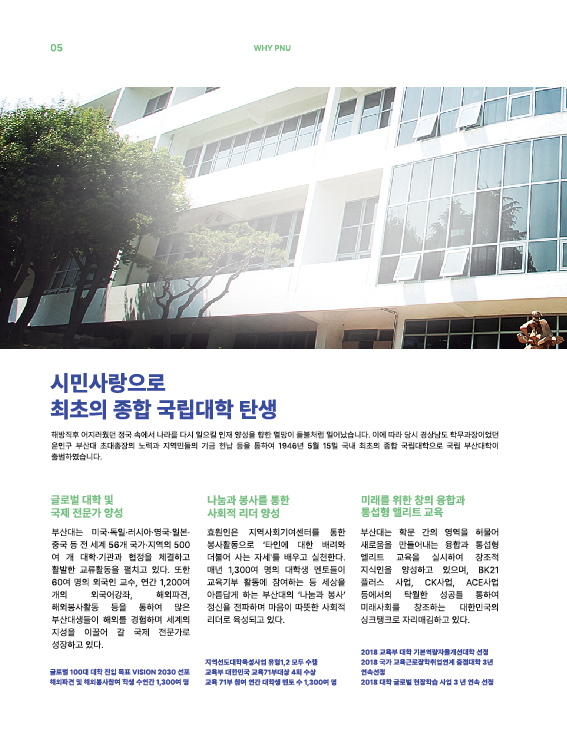 05
WHY PNU
시민사랑으로
최초의 종합 국립대학 탄생
해방직후 어지러웠던 정국 속에서 나라를 다시 일으킬 인재 양성을 향한 열망이 들불처럼 일어났습니다. 이에 따라 당시 경상남도 학무과장이었던
윤인구 부산대 초대총장의 노력과 지역민들의 기금 헌납 등을 통하여 1946년 5월 15일 국내 최초의 종합 국립대학으로 국립 부산대학이
출범하였습니다.
글로벌 대학 및
국제 전문가 양성
부산대는 미국·독일·러시아·영국·일본·
중국 등 전 세계 56개 국가·지역의 500
여 개 대학·기관과 협정을 체결하고
활발한 교류활동을 펼치고 있다. 또한
60여 명의 외국인 교수, 연간 1,200여
개의 외국어강좌, 해외파견,
해외봉사활동 등을 통하여 많은
부산대생들이 해외를 경험하며 세계의
지성을 이끌어 갈 국제 전문가로
성장하고 있다.
글로벌 100대 대학 진입 목표 VISION 2030 선포
해외파견 및 해외봉사참여 학생 수연간 1,300여 명
나눔과 봉사를 통한
사회적 리더 양성
효원인은 지역사회기여센터를 통한
봉사활동으로 '타인에 대한 배려와
더불어 사는 자세'를 배우고 실천한다.
매년 1,300여 명의 대학생 멘토들이
교육기부 활동에 참여하는 등 세상을
아름답게 하는 부산대의 '나눔과 봉사'
정신을 전파하며 마음이 따뜻한 사회적
리더로 육성되고 있다.
지역선도대학육성사업 유형1,2 모두 수행
교육부 대한민국 교육기부대상 4회 수상
교육 기부 참여 연간 대학생 멘토 수 1,300여 명
미래를 위한 창의 융합과
통섭형 엘리트 교육
부산대는 학문 간의 영역을 허물어
새로움을 만들어내는 융합과 통섭형
엘리트 교육을 실시하여 창조적
지식인을 양성하고 있으며, BK21
플러스 사업, CK사업, ACE사업
등에서의 탁월한 성공을 통하여
미래사회를 창조하는 대한민국의
싱크탱크로 자리매김하고 있다.
2018 교육부 대학 기본역량자율개선대학 선정
2018 국가 교육근로장학취업연계 중점대학 3년
연속선정
2018 대학 글로벌 현장학습 사업 3 년 연속 선정